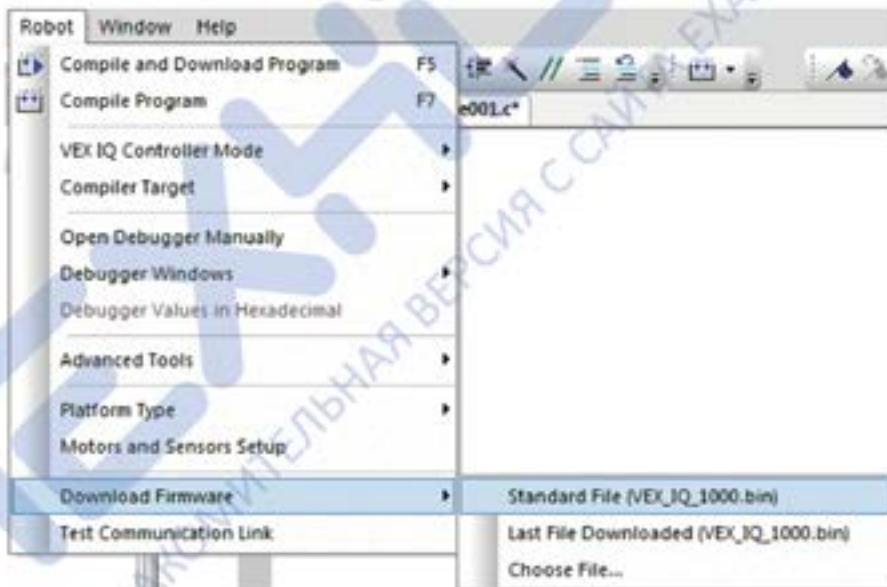 Robot Window Help
Compile and Download Program F5
Compile Program F7
e001.c*
VEX IQ Controller Mode
Compiler Target
Open Debugger Manually
Debugger Windows
Debugger Values in Hexadecimal
Advanced Tools
Platform Type
Motors and Sensors Setup
Download Firmware
Standard File (VEX_IQ_1000.bin)
Test Communication Link
Last File Downloaded (VEX_IQ_1000.bin)
Choose File...
ВЕРСИЯ С САЙТА